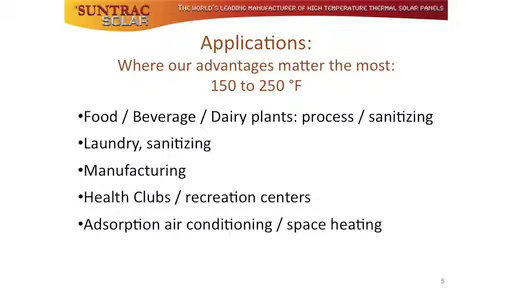 SUNTRAC
SOLAR
THE WORLD'S LEADING MANUFACTURER OF HIGH TEMPERATURE THERMAL SOLAR PANELS
Applications:
Where our advantages matter the most:
150 to 250 °F
•Food / Beverage / Dairy plants: process / sanitizing
•Laundry, sanitizing
•Manufacturing
•Health Clubs / recreation centers
•Adsorption air conditioning / space heating
5